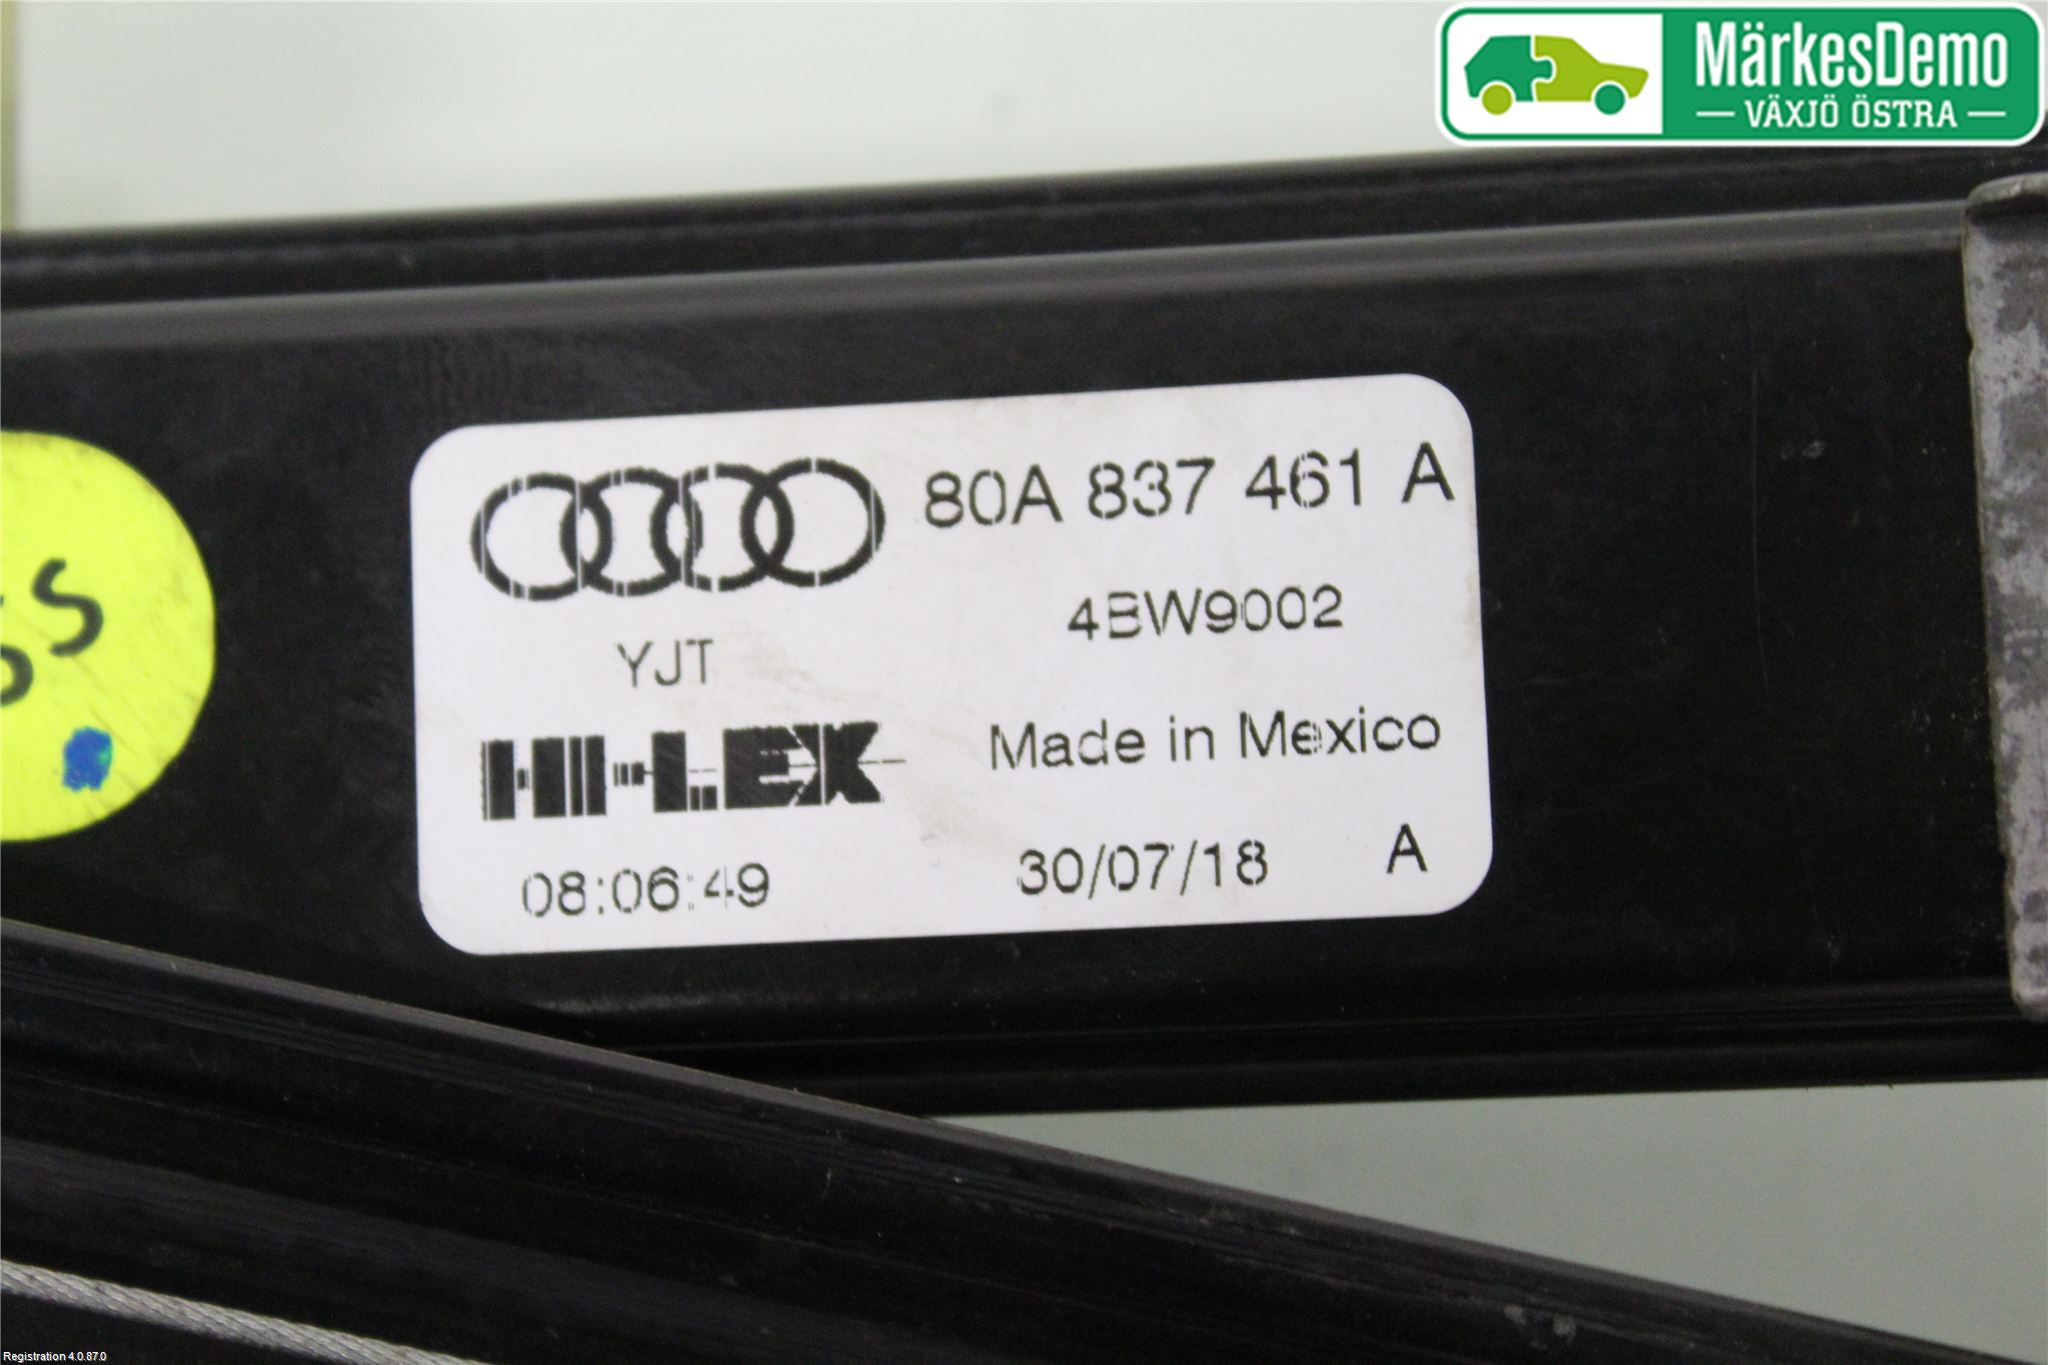 MärkesDemo
VÄXJÖ ÖSTRA
80A 837 461 A
4BW9002
YJT
HI-LEX
Made in Mexico
08:06:49
30/07/18 A
Registration 4.0.87.0